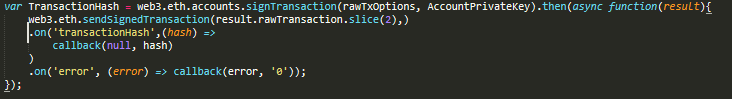 var TransactionHash = web3.eth.accounts.signTransaction(rawTxOptions, AccountPrivateKey).then(async function(result){
web3.eth.sendSignedTransaction(result.rawTransaction.slice(2),)
.on('transactionHash',(hash) =>
callback(null, hash)
)
.on('error', (error) => callback(error, '0'));
});